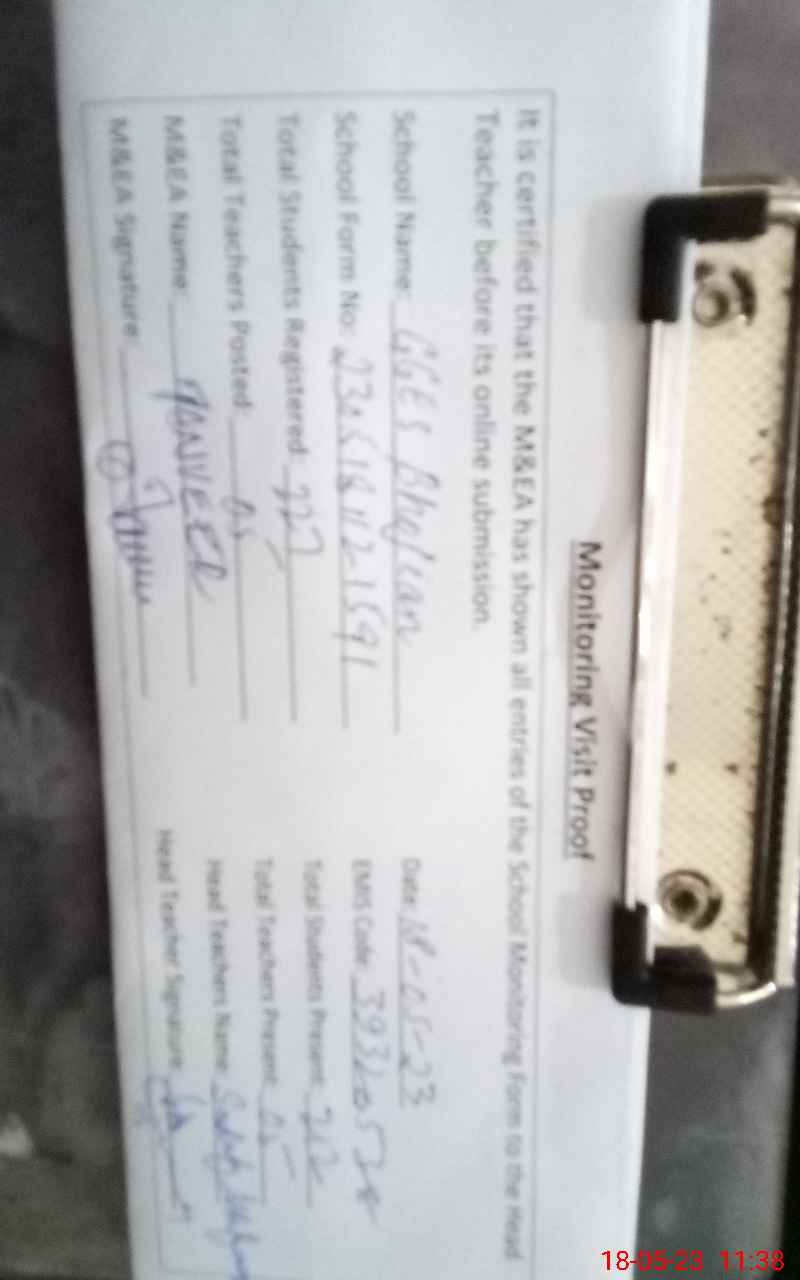 Monitoring Visit Proof
It is certified that the M&EA has shown all entries of the School Monitoring Form to the Head
Teacher before its online submission.
School Name: GGES Date: 18-05-23
School Form No: EMIS Code:
Total Students Registered: 227 Total Students Present: 212
Total Teachers Posted: 05 Total Teachers Present: 05
M&EA Name: TANVEER Head Teachers Name:
M&EA Signature: Head Teacher Signature:
18-05-23 11:38